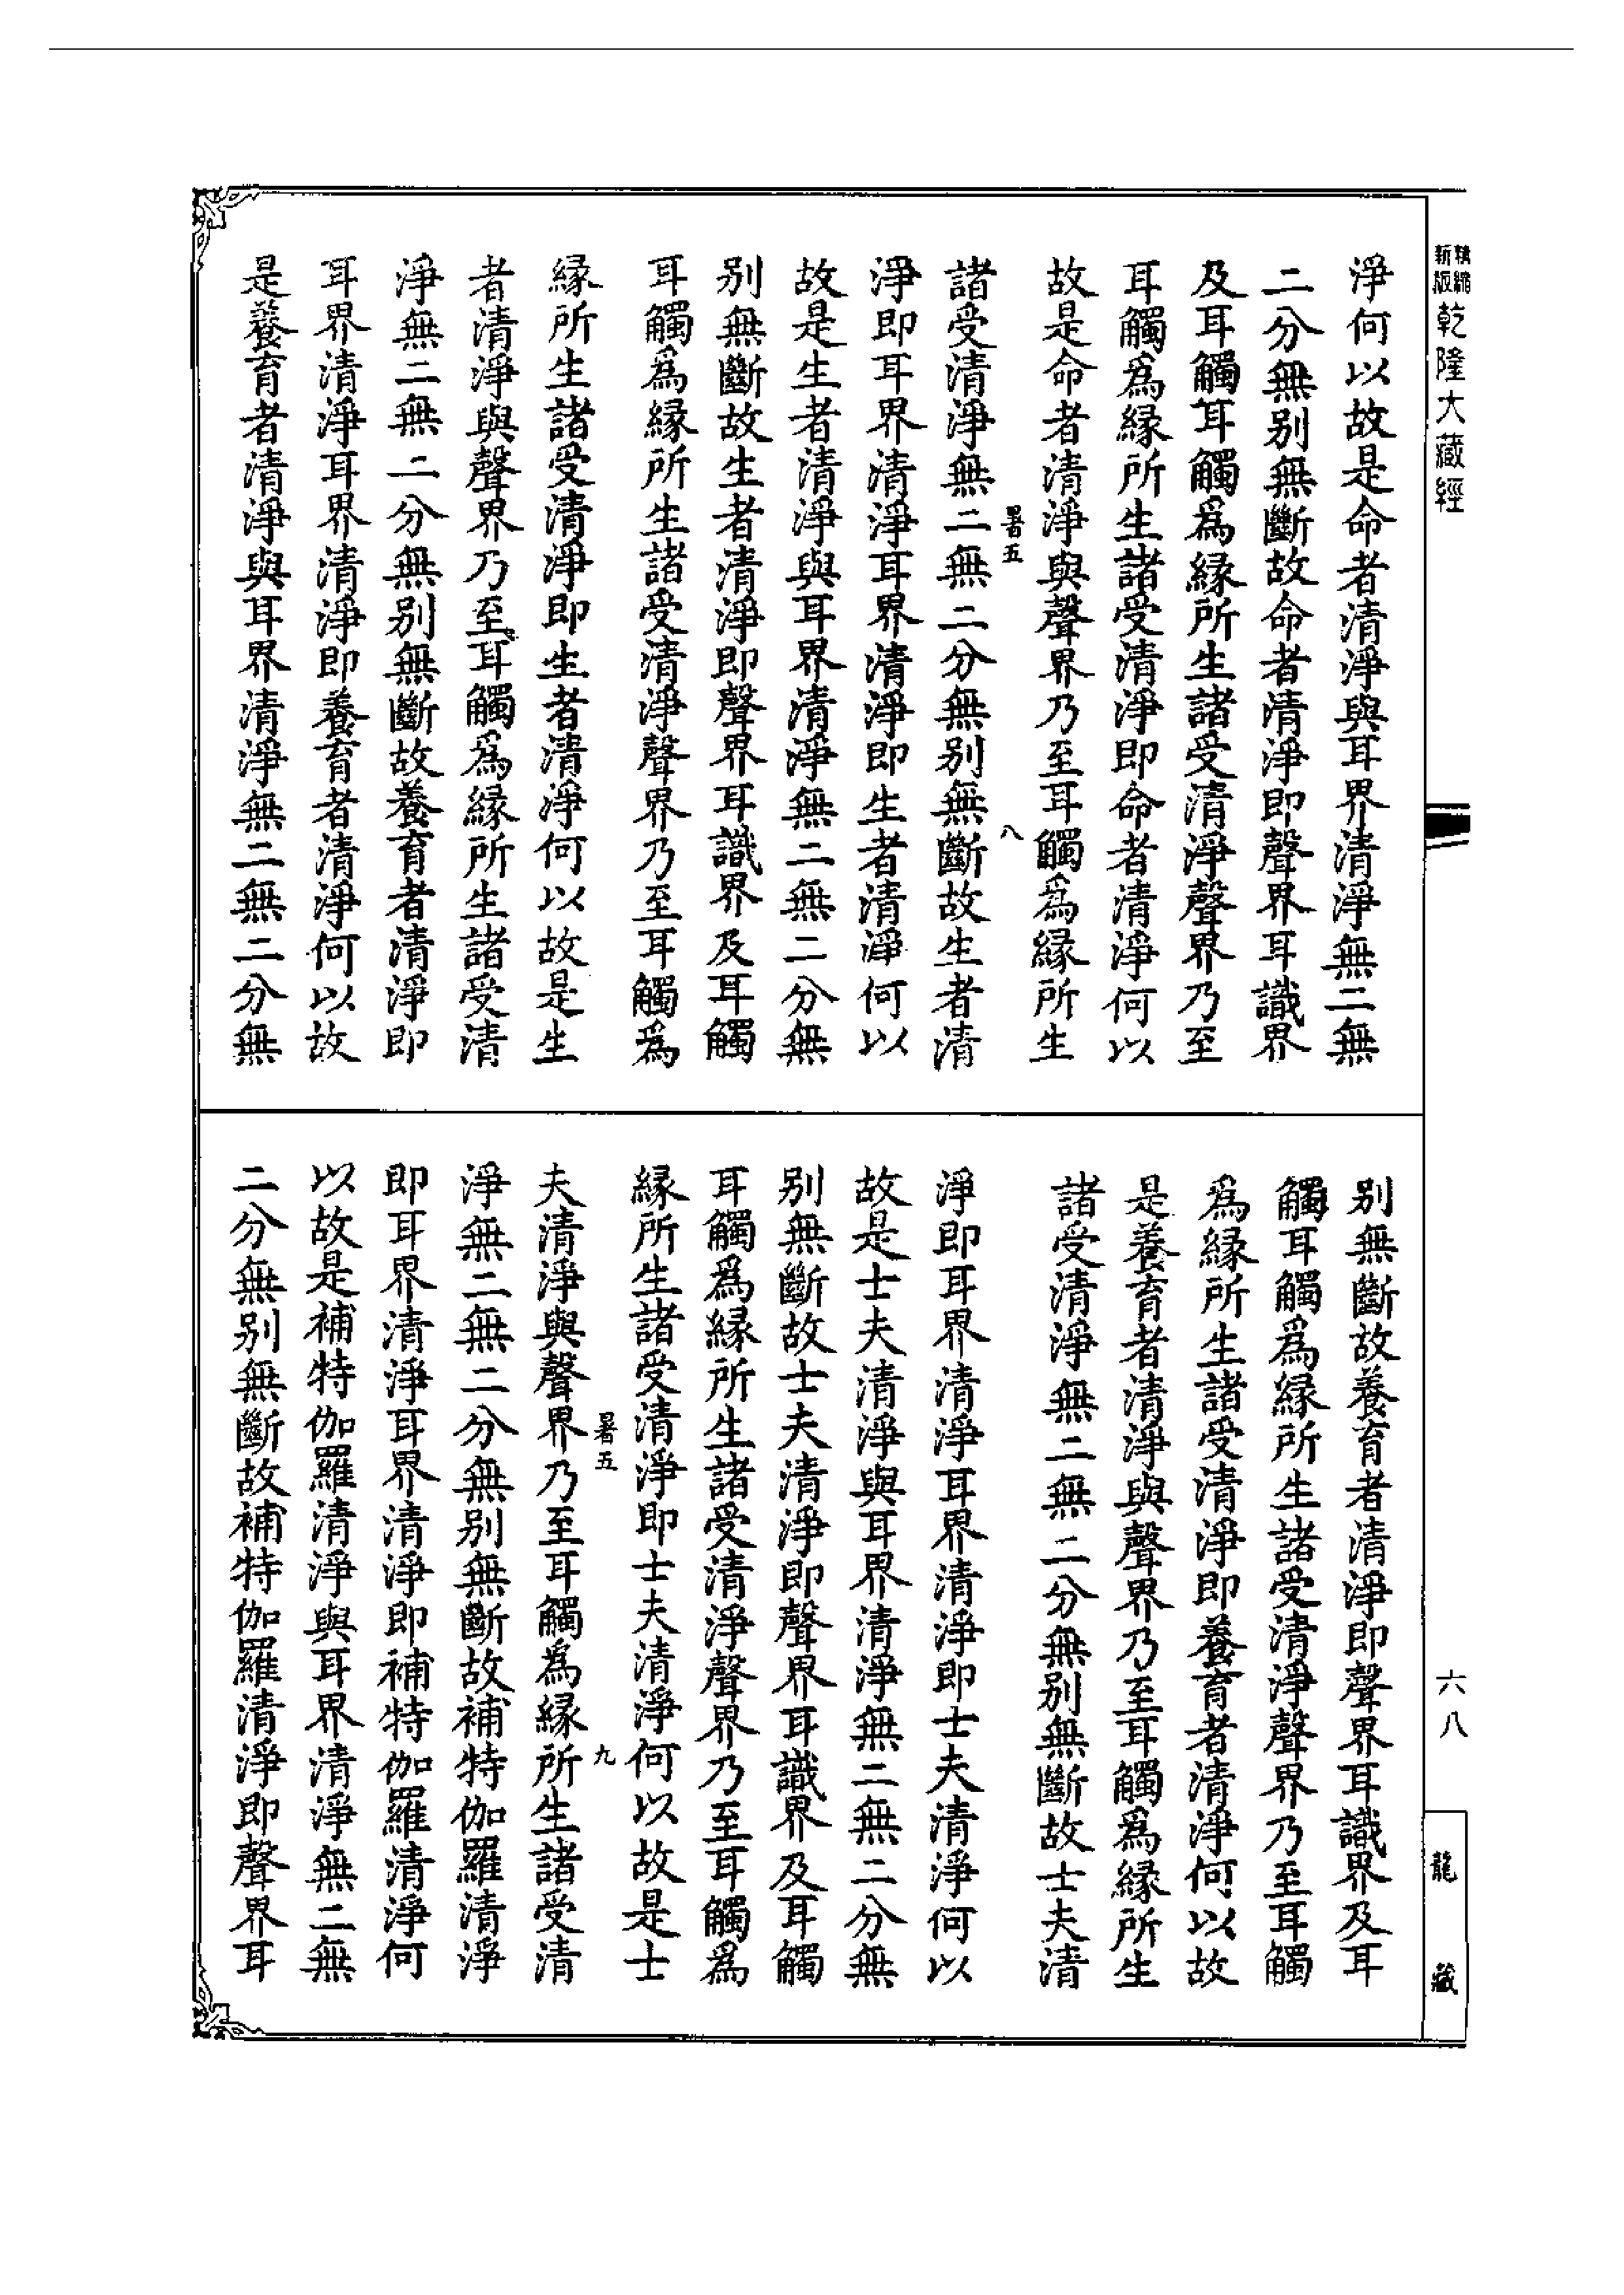 新版精縮乾隆大藏經
淨何以故是命者清淨與耳界清淨無二無
二分無別無斷故命者清淨即聲界耳識界
及耳觸耳觸爲緣所生諸受清淨聲界乃至
耳觸爲緣所生諸受清淨即命者清淨何以
故是命者清淨與聲界乃至耳觸爲緣所生
署五
八
諸受清淨無二無二分無別無斷故生者清
淨即耳界清淨耳界清淨即生者清淨何以
故是生者清淨與耳界清淨無二無二分無
別無斷故生者清淨即聲界耳識界及耳觸
耳觸爲緣所生諸受清淨聲界乃至耳觸爲
緣所生諸受清淨即生者清淨何以故是生
者清淨與聲界乃至耳觸爲緣所生諸受清
淨無二無二分無別無斷故養育者清淨即
耳界清淨耳界清淨即養育者清淨何以故
是養育者清淨與耳界清淨無二無二分無
別無斷故養育者清淨即聲界耳識界及耳
觸耳觸爲緣所生諸受清淨聲界乃至耳觸
爲緣所生諸受清淨即養育者清淨何以故
是養育者清淨與聲界乃至耳觸爲緣所生
諸受清淨無二無二分無別無斷故士夫清
淨即耳界清淨耳界清淨即士夫清淨何以
故是士夫清淨與耳界清淨無二無二分無
別無斷故士夫清淨即聲界耳識界及耳觸
耳觸爲緣所生諸受清淨聲界乃至耳觸爲
緣所生諸受清淨即士夫清淨何以故是士
署五
九
夫清淨與聲界乃至耳觸爲緣所生諸受清
淨無二無二分無別無斷故補特伽羅清淨
即耳界清淨耳界清淨即補特伽羅清淨何
以故是補特伽羅清淨與耳界清淨無二無
二分無別無斷故補特伽羅清淨即聲界耳
六八
龍藏